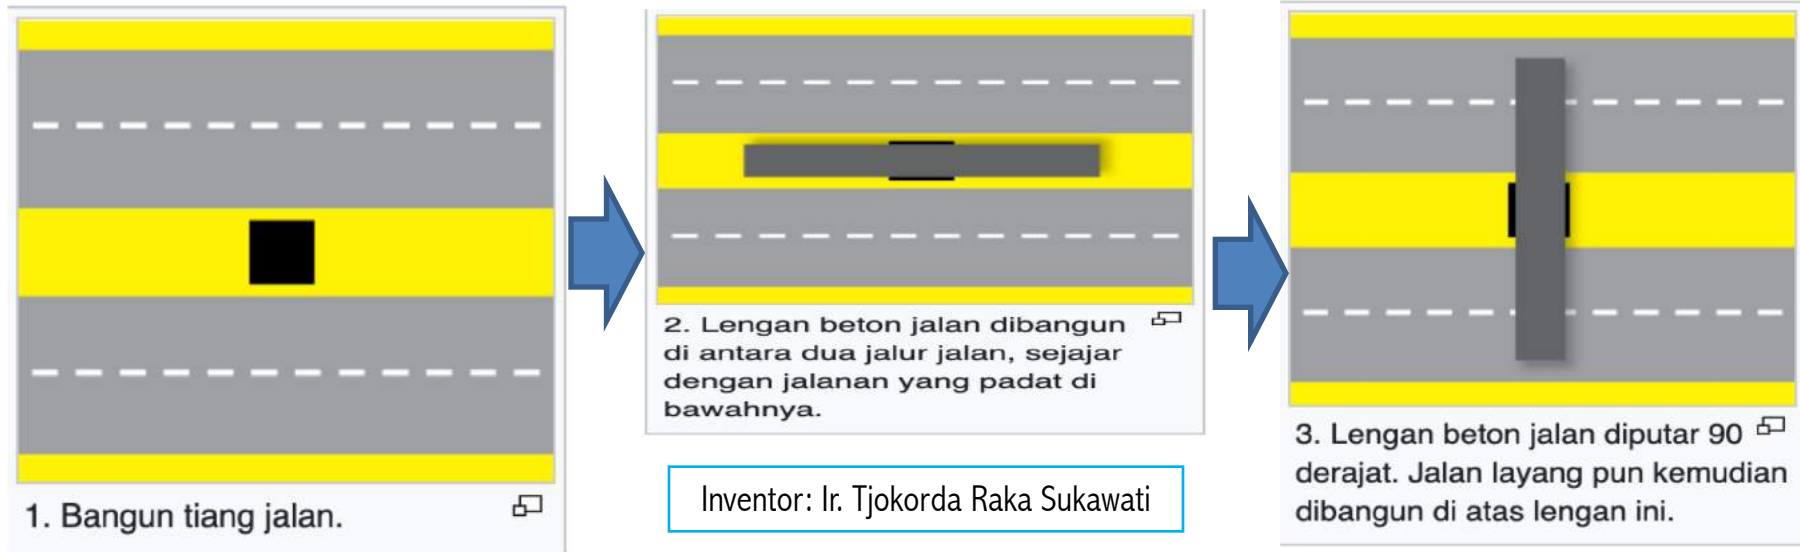 1. Bangun tiang jalan.
2. Lengan beton jalan dibangun
di antara dua jalur jalan, sejajar
dengan jalanan yang padat di
bawahnya.
Inventor: Ir. Tjokorda Raka Sukawati
3. Lengan beton jalan diputar 90
derajat. Jalan layang pun kemudian
dibangun di atas lengan ini.